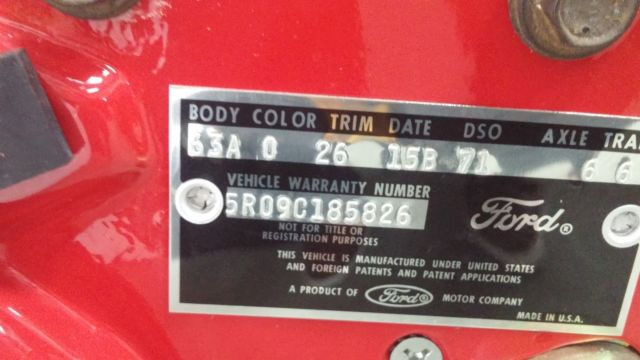 BODY COLOR TRIM DATE DSO AXLE TRA
63A O 26 15B 71 6 6
VEHICLE WARRANTY NUMBER
5R09C185826
Ford®
NOT FOR TITLE OR
REGISTRATION PURPOSES
THIS VEHICLE IS MANUFACTURED UNDER UNITED STATES
AND FOREIGN PATENTS AND PATENT APPLICATIONS
A PRODUCT OF Ford® MOTOR COMPANY
MADE IN U.S.A.